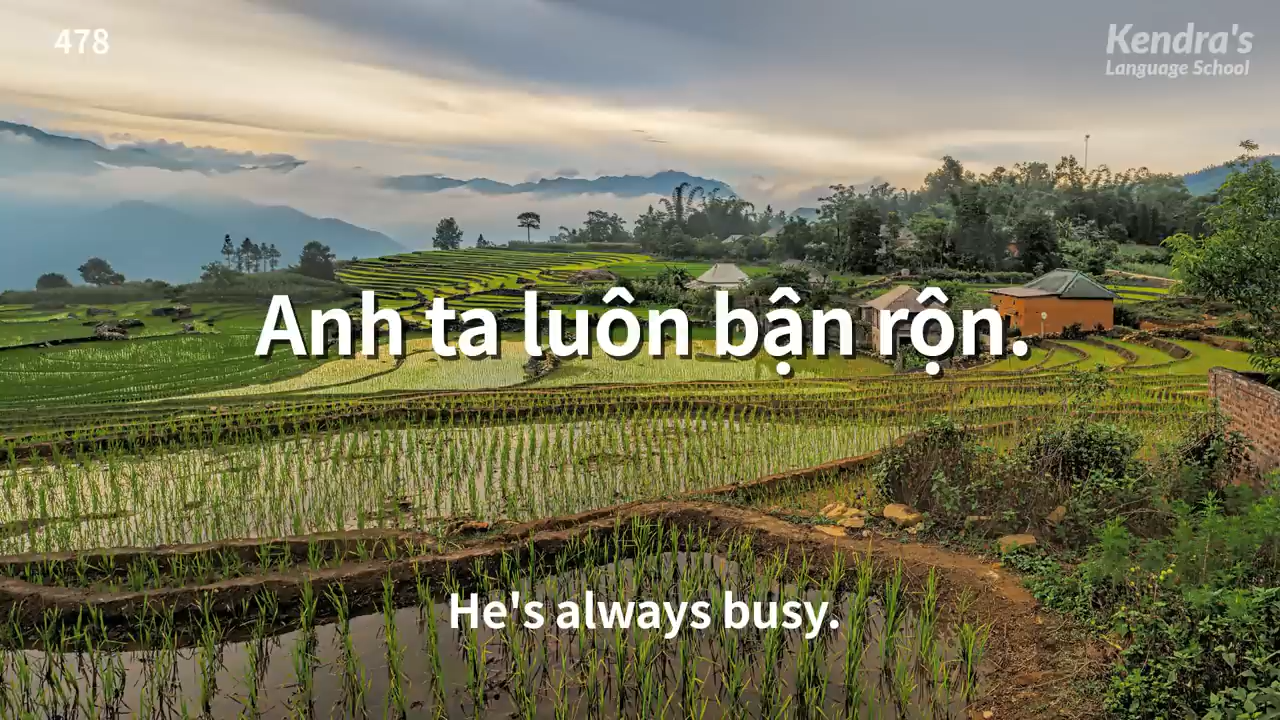 478
Kendra's
Language School
Anh ta luôn bận rộn.
He's always busy.